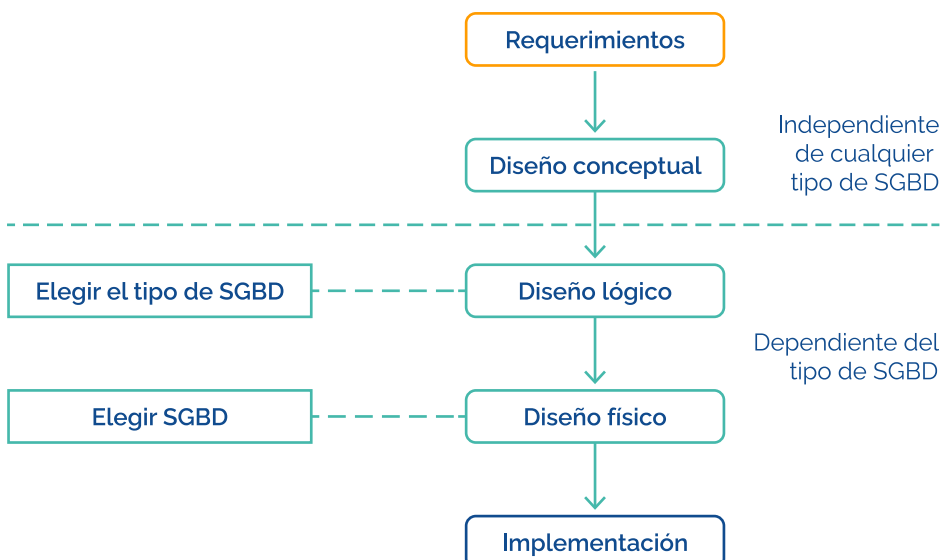 Requerimientos
Independiente
de cualquier
tipo de SGBD
Diseño conceptual
Elegir el tipo de SGBD
Diseño lógico
Dependiente del
tipo de SGBD
Elegir SGBD
Diseño físico
Implementación